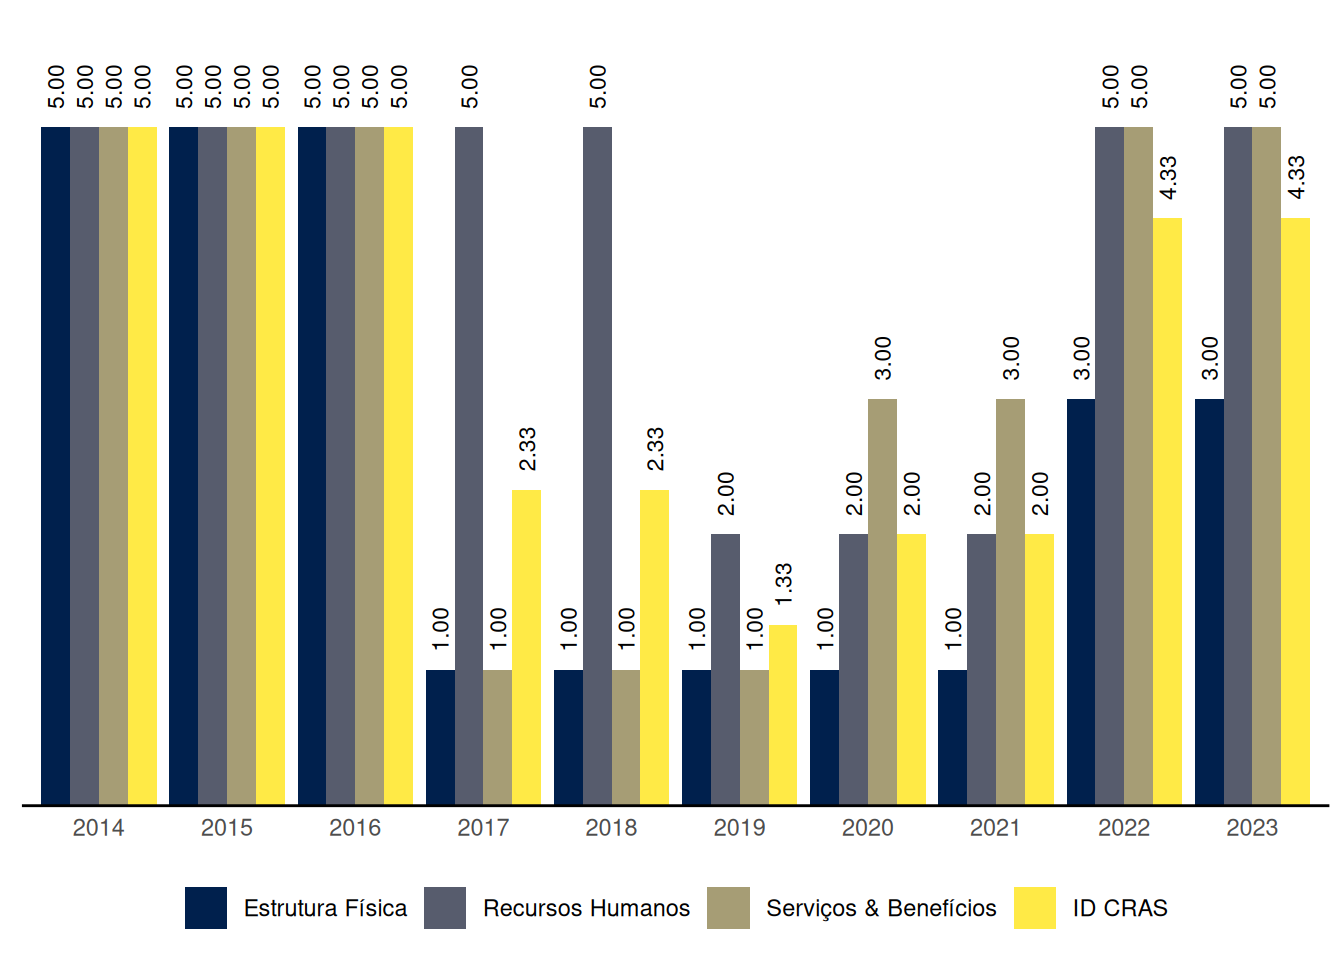 5.00 5.00 5.00 5.00 5.00 5.00 5.00 5.00 5.00 5.00 5.00 5.00 5.00 5.00 5.00 5.00 5.00 5.00
4.33 4.33
3.00 3.00 3.00 3.00
2.33 2.33
2.00 2.00 2.00 2.00 2.00
1.33
1.00 1.00 1.00 1.00 1.00 1.00 1.00 1.00
2014 2015 2016 2017 2018 2019 2020 2021 2022 2023
Estrutura Física Recursos Humanos Serviços & Benefícios ID CRAS